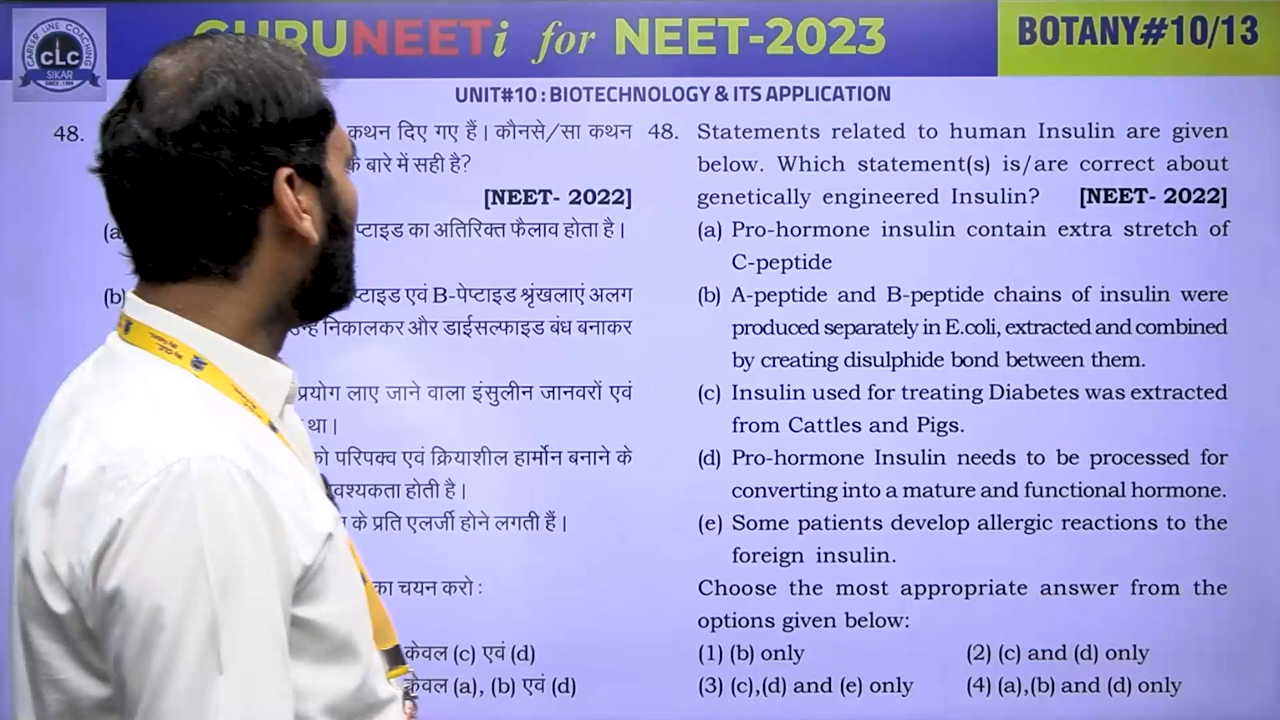 CAREER LINE COACHING
CLC
SIKAR
SINCE : 1996
GURUNEETi for NEET-2023
BOTANY#10/13
UNIT#10 : BIOTECHNOLOGY & ITS APPLICATION
48.
कथन दिए गए हैं। कौनसे/सा कथन
के बारे में सही है?
[NEET- 2022]
का अतिरिक्त फैलाव होता है।
(b)
एवं B-पेप्टाइड श्रृंखलाएं अलग
निकालकर और डाईसल्फाइड बंध बनाकर
प्रयोग लाए जाने वाला इंसुलीन जानवरों एवं
था।
को परिपक्व एवं क्रियाशील हार्मोन बनाने के
होती है।
के प्रति एलर्जी होने लगती हैं।
का चयन करो :
केवल (c) एवं (d)
केवल (a), (b) एवं (d)
48. Statements related to human Insulin are given
below. Which statement(s) is/are correct about
genetically engineered Insulin? [NEET- 2022]
(a) Pro-hormone insulin contain extra stretch of
C-peptide
(b) A-peptide and B-peptide chains of insulin were
produced separately in E.coli, extracted and combined
by creating disulphide bond between them.
(c) Insulin used for treating Diabetes was extracted
from Cattles and Pigs.
(d) Pro-hormone Insulin needs to be processed for
converting into a mature and functional hormone.
(e) Some patients develop allergic reactions to the
foreign insulin.
Choose the most appropriate answer from the
options given below:
(1) (b) only (2) (c) and (d) only
(3) (c),(d) and (e) only (4) (a),(b) and (d) only